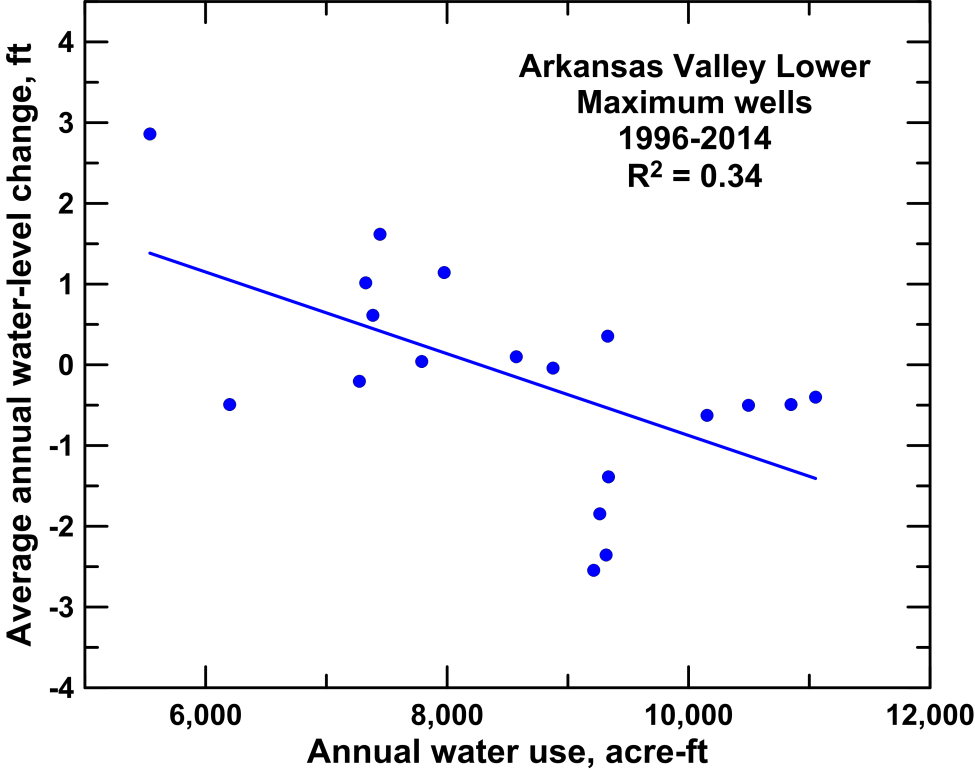 Arkansas Valley Lower
Maximum wells
1996-2014
R² = 0.34
Average annual water-level change, ft
4
3
2
1
0
-1
-2
-3
-4
6,000 8,000 10,000 12,000
Annual water use, acre-ft